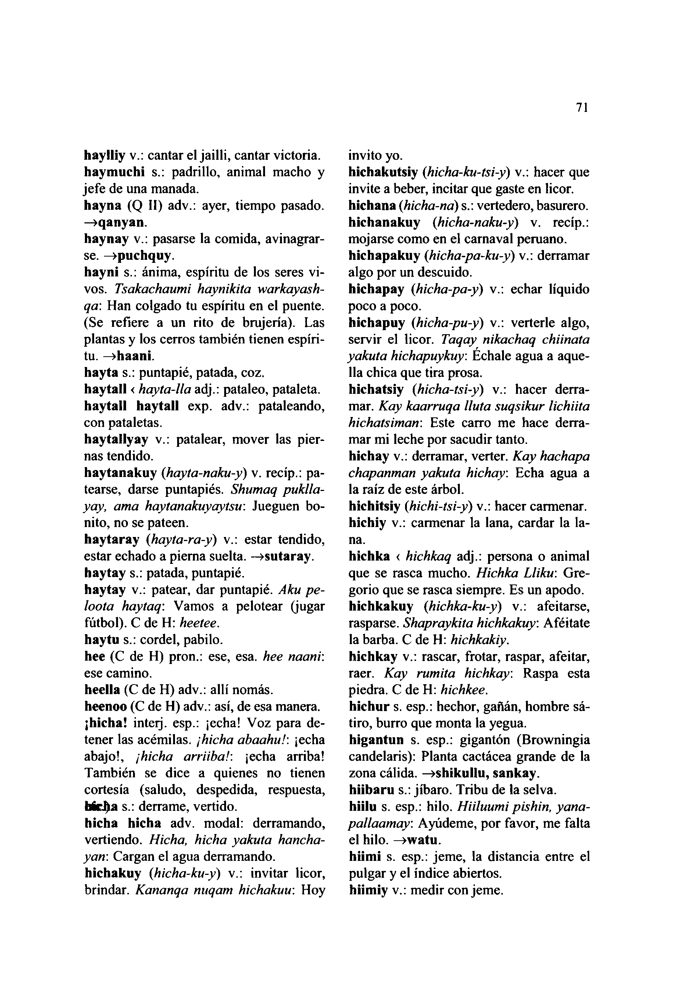 71
haylliy v.: cantar el jailli, cantar victoria.
haymuchi s.: padrillo, animal macho y
jefe de una manada.
hayna (Q II) adv.: ayer, tiempo pasado.
→qanyan.
haynay v.: pasarse la comida, avinagrar-
se. →puchquy.
hayni s.: ánima, espíritu de los seres vi-
vos. Tsakachaumi haynikita warkayash-
qa: Han colgado tu espíritu en el puente.
(Se refiere a un rito de brujería). Las
plantas y los cerros también tienen espíri-
tu. →haani.
hayta s.: puntapié, patada, coz.
haytall ‹ hayta-lla adj.: pataleo, pataleta.
haytall haytall exp. adv.: pataleando,
con pataletas.
haytallyay v.: patalear, mover las pier-
nas tendido.
haytanakuy (hayta-naku-y) v. recíp.: pa-
tearse, darse puntapiés. Shumaq puklla-
yay, ama haytanakuyaytsu: Jueguen bo-
nito, no se pateen.
haytaray (hayta-ra-y) v.: estar tendido,
estar echado a pierna suelta. →sutaray.
haytay s.: patada, puntapié.
haytay v.: patear, dar puntapié. Aku pe-
loota haytaq: Vamos a pelotear (jugar
fútbol). C de H: heetee.
haytu s.: cordel, pabilo.
hee (C de H) pron.: ese, esa. hee naani:
ese camino.
heella (C de H) adv.: allí nomás.
heenoo (C de H) adv.: así, de esa manera.
¡hicha! interj. esp.: ¡echa! Voz para de-
tener las acémilas. ¡hicha abaahu!: ¡echa
abajo!, ¡hicha arriiba!: ¡echa arriba!
También se dice a quienes no tienen
cortesía (saludo, despedida, respuesta,
s.: derrame, vertido.
hicha hicha adv. modal: derramando,
vertiendo. Hicha, hicha yakuta hancha-
yan: Cargan el agua derramando.
hichakuy (hicha-ku-y) v.: invitar licor,
brindar. Kananqa nuqam hichakuu: Hoy
invito yo.
hichakutsiy (hicha-ku-tsi-y) v.: hacer que
invite a beber, incitar que gaste en licor.
hichana (hicha-na) s.: vertedero, basurero.
hichanakuy (hicha-naku-y) v. recíp.:
mojarse como en el carnaval peruano.
hichapakuy (hicha-pa-ku-y) v.: derramar
algo por un descuido.
hichapay (hicha-pa-y) v.: echar líquido
poco a poco.
hichapuy (hicha-pu-y) v.: verterle algo,
servir el licor. Taqay nikachaq chiinata
yakuta hichapuykuy: Échale agua a aque-
lla chica que tira prosa.
hichatsiy (hicha-tsi-y) v.: hacer derra-
mar. Kay kaarruqa lluta suqsikur lichiita
hichatsiman: Este carro me hace derra-
mar mi leche por sacudir tanto.
hichay v.: derramar, verter. Kay hachapa
chapanman yakuta hichay: Echa agua a
la raíz de este árbol.
hichitsiy (hichi-tsi-y) v.: hacer carmenar.
hichiy v.: carmenar la lana, cardar la la-
na.
hichka ‹ hichkaq adj.: persona o animal
que se rasca mucho. Hichka Lliku: Gre-
gorio que se rasca siempre. Es un apodo.
hichkakuy (hichka-ku-y) v.: afeitarse,
rasparse. Shapraykita hichkakuy: Aféitate
la barba. C de H: hichkakiy.
hichkay v.: rascar, frotar, raspar, afeitar,
raer. Kay rumita hichkay: Raspa esta
piedra. C de H: hichkee.
hichur s. esp.: hechor, gañán, hombre sá-
tiro, burro que monta la yegua.
higantun s. esp.: gigantón (Browningia
candelaris): Planta cactácea grande de la
zona cálida. →shikullu, sankay.
hiibaru s.: jíbaro. Tribu de la selva.
hiilu s. esp.: hilo. Hiiluumi pishin, yana-
pallaamay: Ayúdeme, por favor, me falta
el hilo. →watu.
hiimi s. esp.: jeme, la distancia entre el
pulgar y el índice abiertos.
hiimiy v.: medir con jeme.